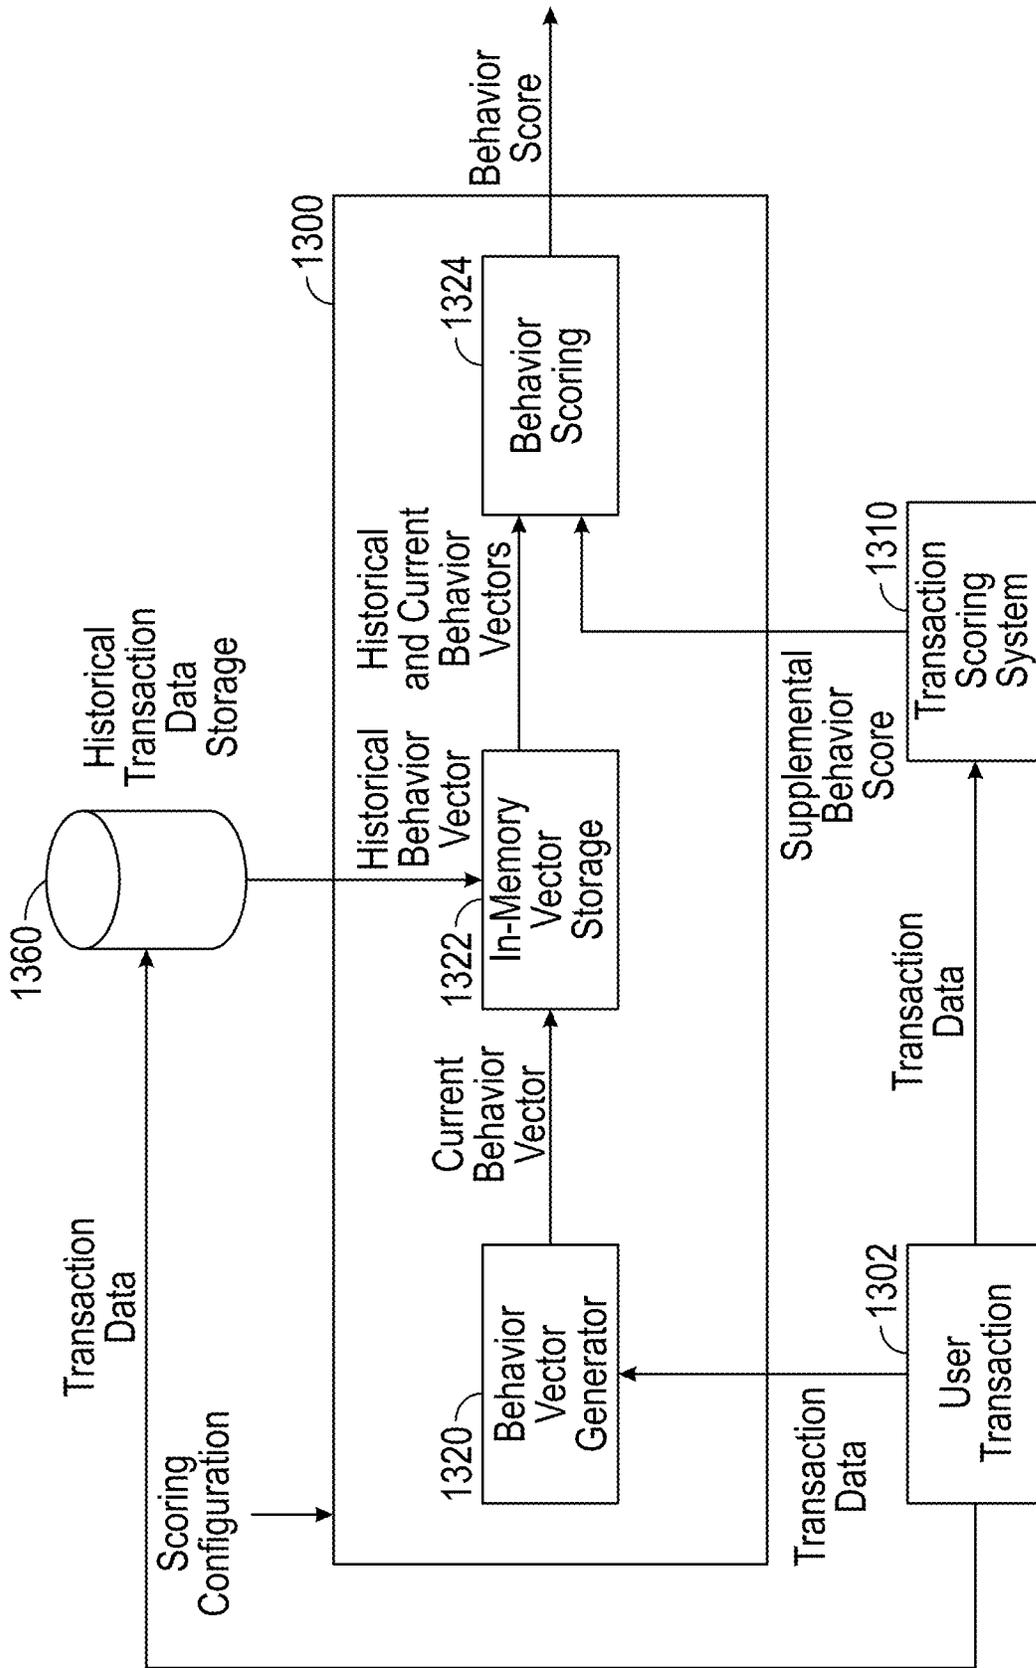 Transaction
Data
1360
Historical
Transaction
Data
Storage
Scoring
Configuration
1300
Historical
Behavior
Vector
Historical
and Current
Behavior
Vectors
1320
Behavior
Vector
Generator
Current
Behavior
Vector
1322
In-Memory
Vector
Storage
1324
Behavior
Scoring
Behavior
Score
Transaction
Data
Supplemental
Behavior
Score
1302
User
Transaction
Transaction
Data
1310
Transaction
Scoring
System